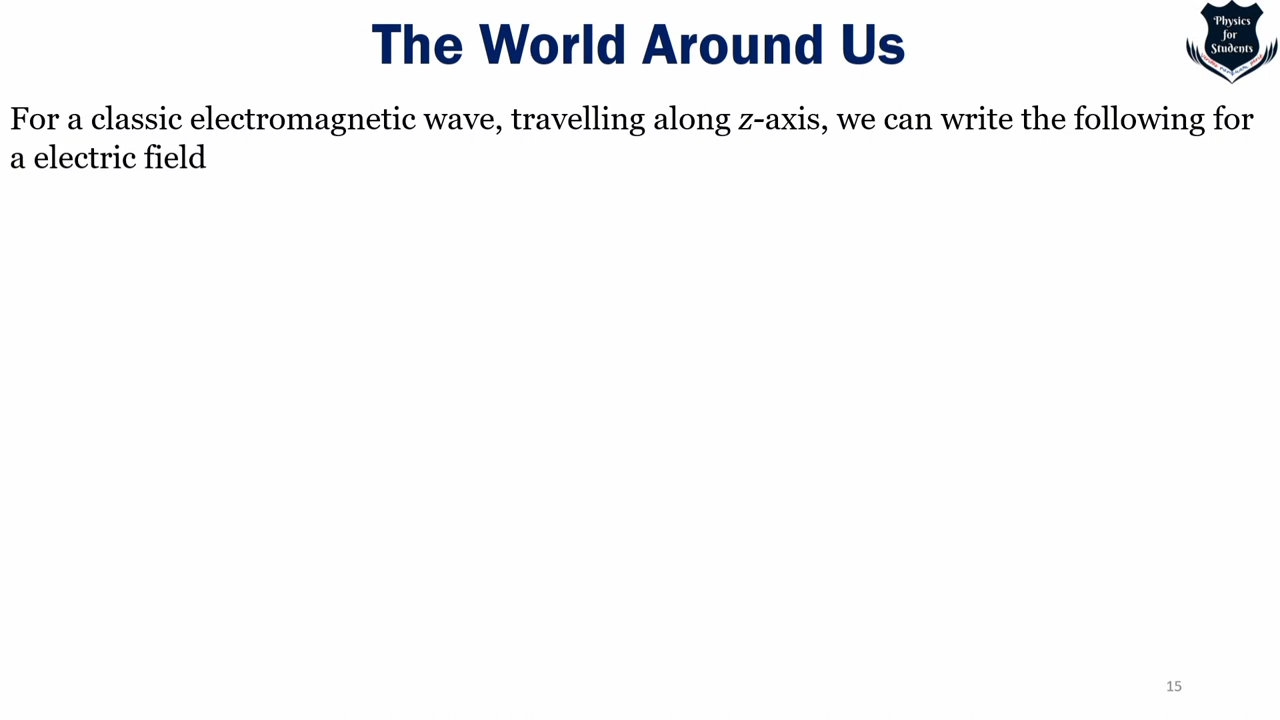 The World Around Us
Physics
for
Students
For a classic electromagnetic wave, travelling along z-axis, we can write the following for
a electric field
15